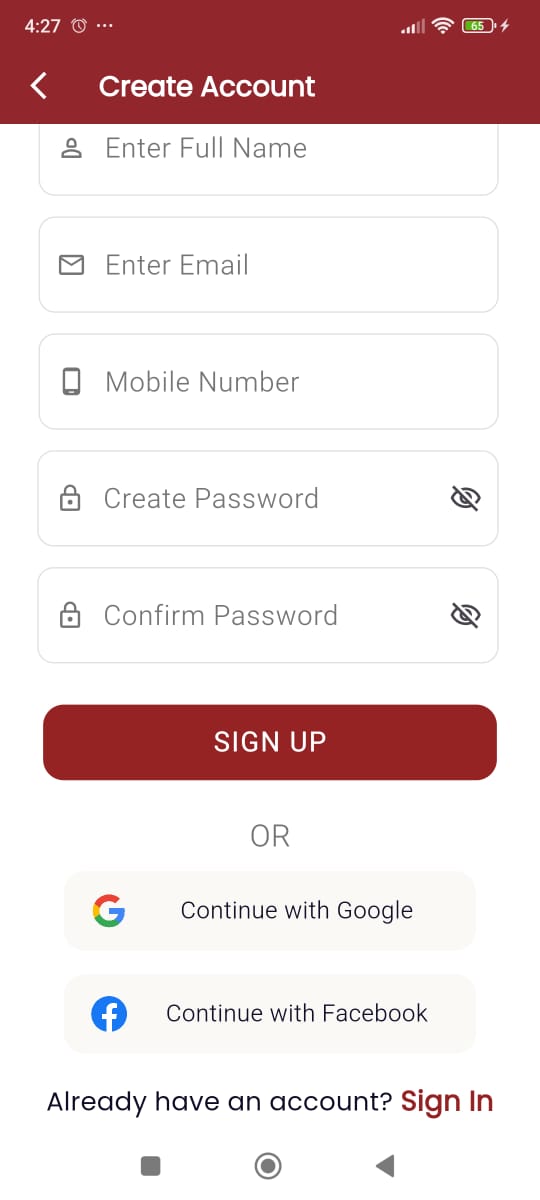 4:27
65
Create Account
Enter Full Name
Enter Email
Mobile Number
Create Password
Confirm Password
SIGN UP
OR
Continue with Google
Continue with Facebook
Already have an account? Sign In